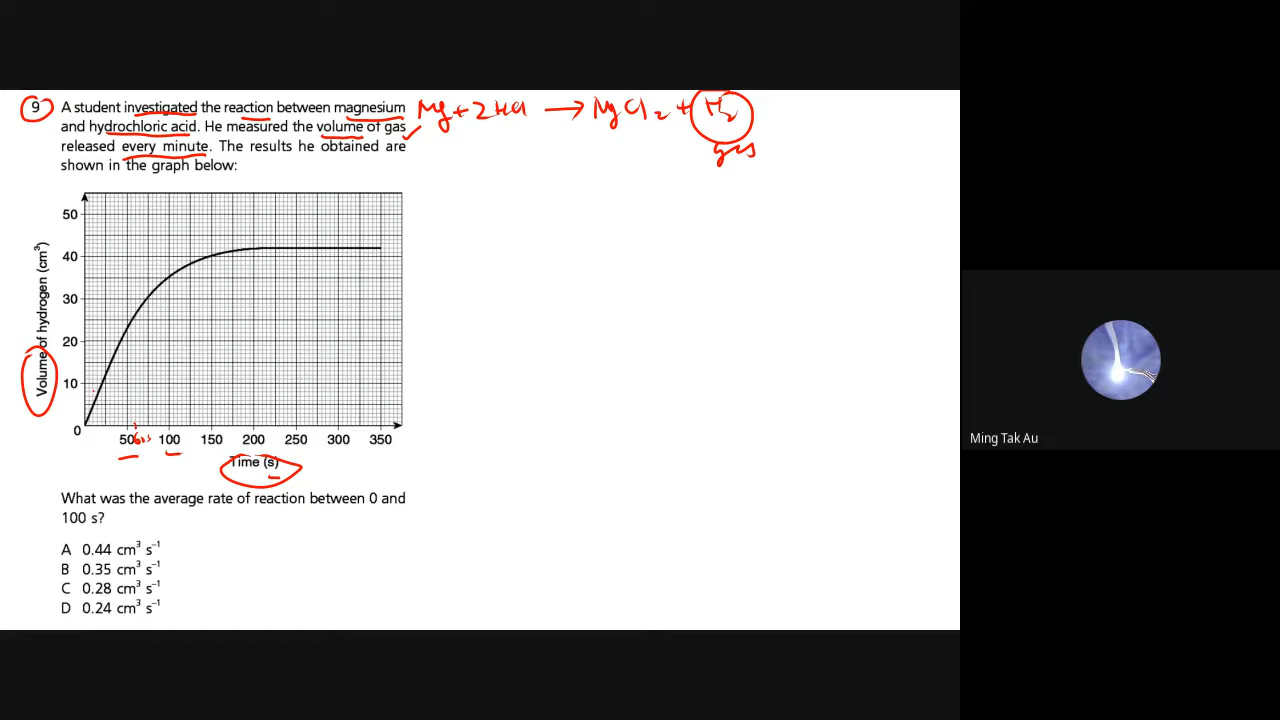 9 A student investigated the reaction between magnesium
and hydrochloric acid. He measured the volume of gas
released every minute. The results he obtained are
shown in the graph below:
Mg + 2HCl → MgCl2 + H2
gas
Volume of hydrogen (cm³)
50
40
30
20
10
0
50 100 150 200 250 300 350
60s
Time (s)
What was the average rate of reaction between 0 and
100 s?
A 0.44 cm³ s⁻¹
B 0.35 cm³ s⁻¹
C 0.28 cm³ s⁻¹
D 0.24 cm³ s⁻¹
Ming Tak Au